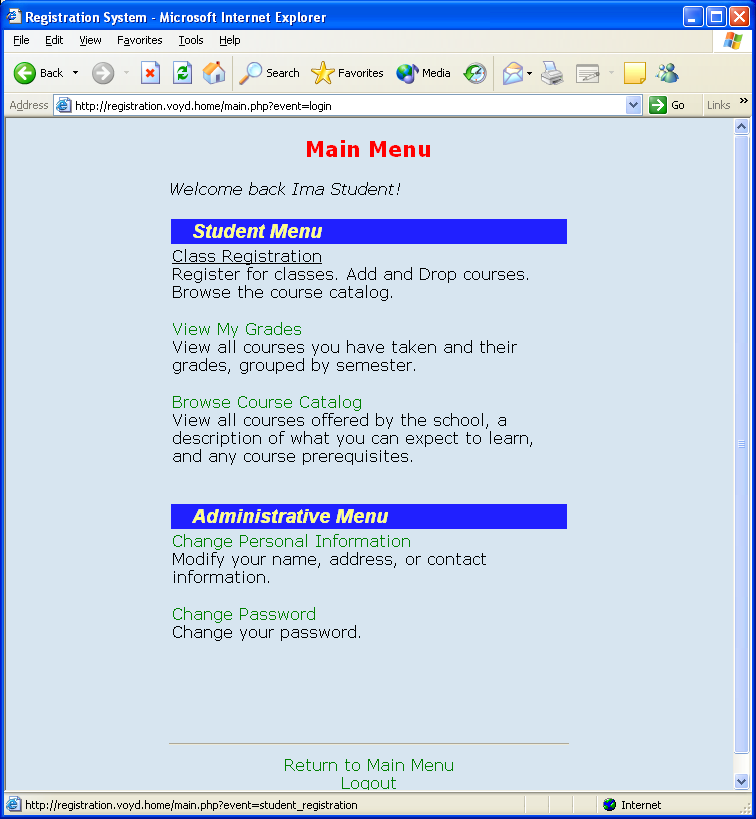 Registration System - Microsoft Internet Explorer
File Edit View Favorites Tools Help
Back Search Favorites Media
Address http://registration.voyd.home/main.php?event=login Go Links »
Main Menu
Welcome back Ima Student!
Student Menu
Class Registration
Register for classes. Add and Drop courses.
Browse the course catalog.
View My Grades
View all courses you have taken and their
grades, grouped by semester.
Browse Course Catalog
View all courses offered by the school, a
description of what you can expect to learn,
and any course prerequisites.
Administrative Menu
Change Personal Information
Modify your name, address, or contact
information.
Change Password
Change your password.
Return to Main Menu
Logout
http://registration.voyd.home/main.php?event=student_registration Internet